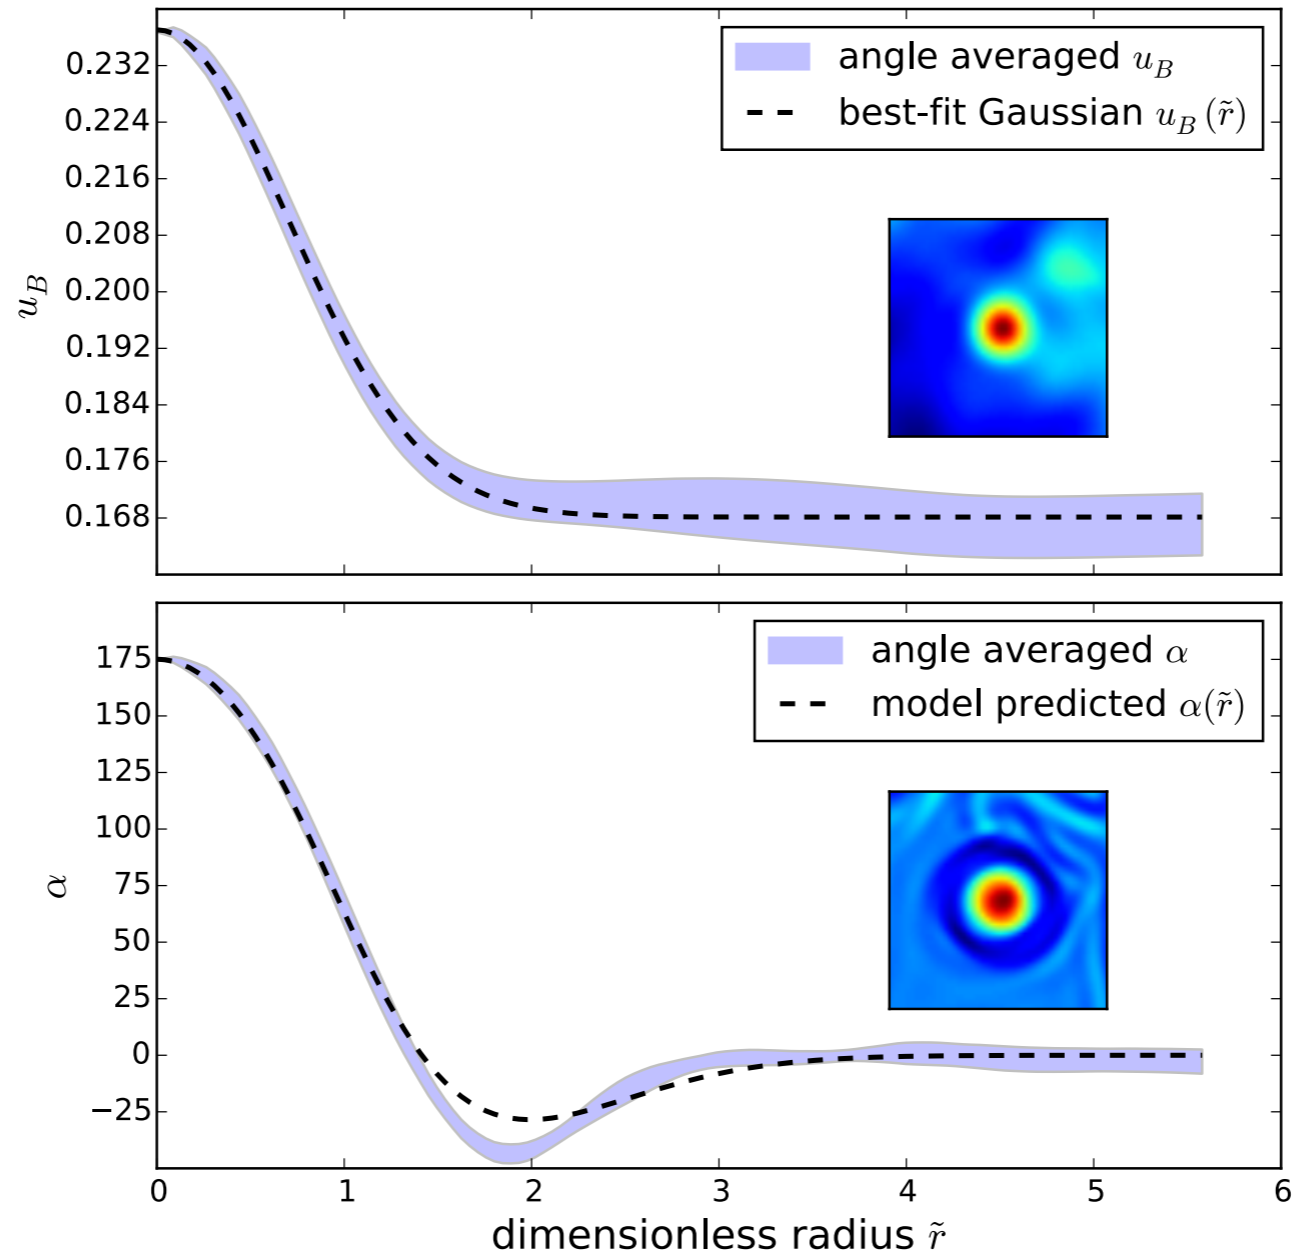 0.232
0.224
0.216
0.208
0.200
0.192
0.184
0.176
0.168
u_B
angle averaged u_B
best-fit Gaussian u_B(r̃)
175
150
125
100
75
50
25
0
−25
α
angle averaged α
model predicted α(r̃)
0 1 2 3 4 5 6
dimensionless radius r̃